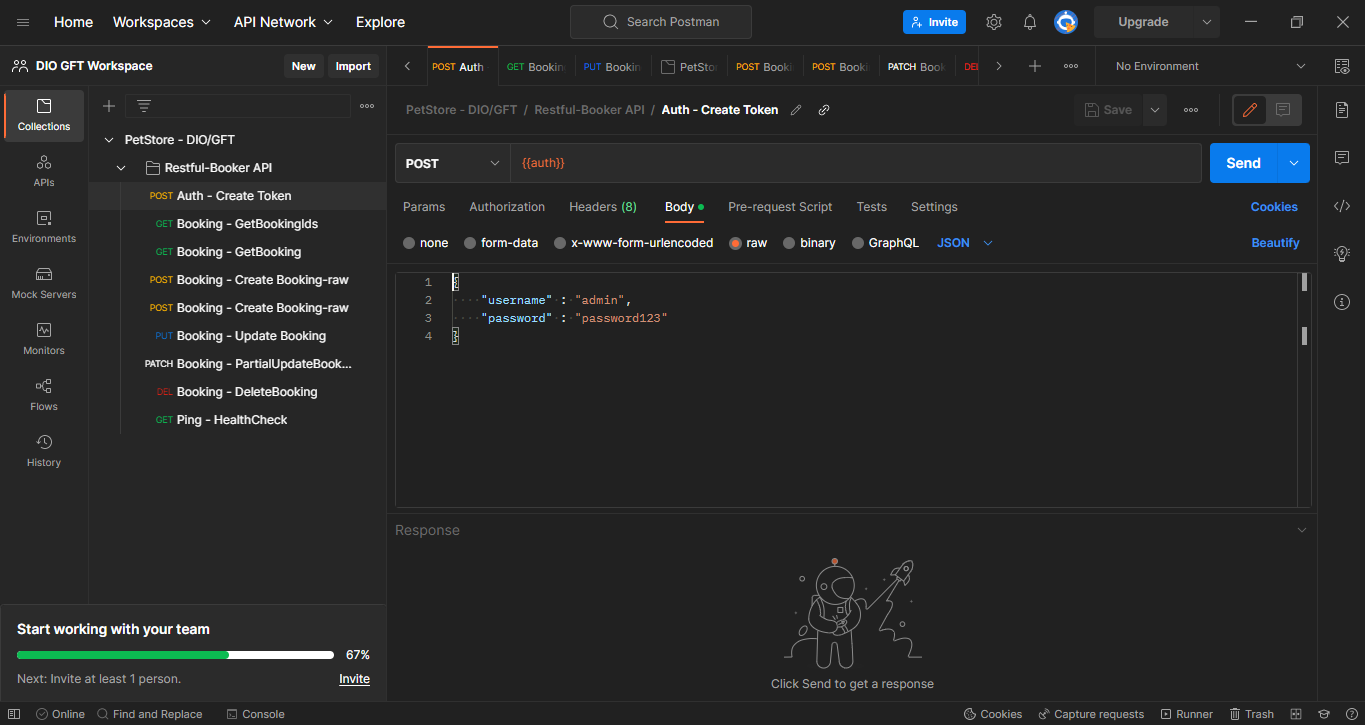 Home Workspaces API Network Explore Search Postman Invite Upgrade
DIO GFT Workspace New Import
POST Auth GET Bookin PUT Bookin PetStor POST Booki POST Booki PATCH Book DEL No Environment
Collections
APIs
Environments
Mock Servers
Monitors
Flows
History
PetStore - DIO/GFT
Restful-Booker API
POST Auth - Create Token
GET Booking - GetBookingIds
GET Booking - GetBooking
POST Booking - Create Booking-raw
POST Booking - Create Booking-raw
PUT Booking - Update Booking
PATCH Booking - PartialUpdateBook...
DEL Booking - DeleteBooking
GET Ping - HealthCheck
PetStore - DIO/GFT / Restful-Booker API / Auth - Create Token Save
POST {{auth}} Send
Params Authorization Headers (8) Body Pre-request Script Tests Settings Cookies
none form-data x-www-form-urlencoded raw binary GraphQL JSON Beautify
1 {
2 "username" : "admin",
3 "password" : "password123"
4 }
Response
Click Send to get a response
Start working with your team
67%
Next: Invite at least 1 person. Invite
Online Find and Replace Console Cookies Capture requests Runner Trash